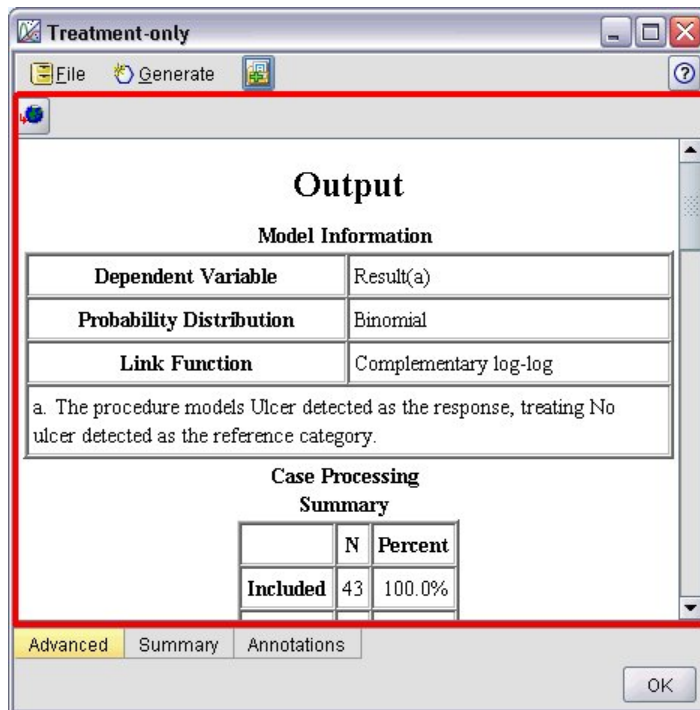 Treatment-only
File Generate
Output
Model Information
Dependent Variable Result(a)
Probability Distribution Binomial
Link Function Complementary log-log
a. The procedure models Ulcer detected as the response, treating No
ulcer detected as the reference category.
Case Processing
Summary
N Percent
Included 43 100.0%
Advanced Summary Annotations
OK